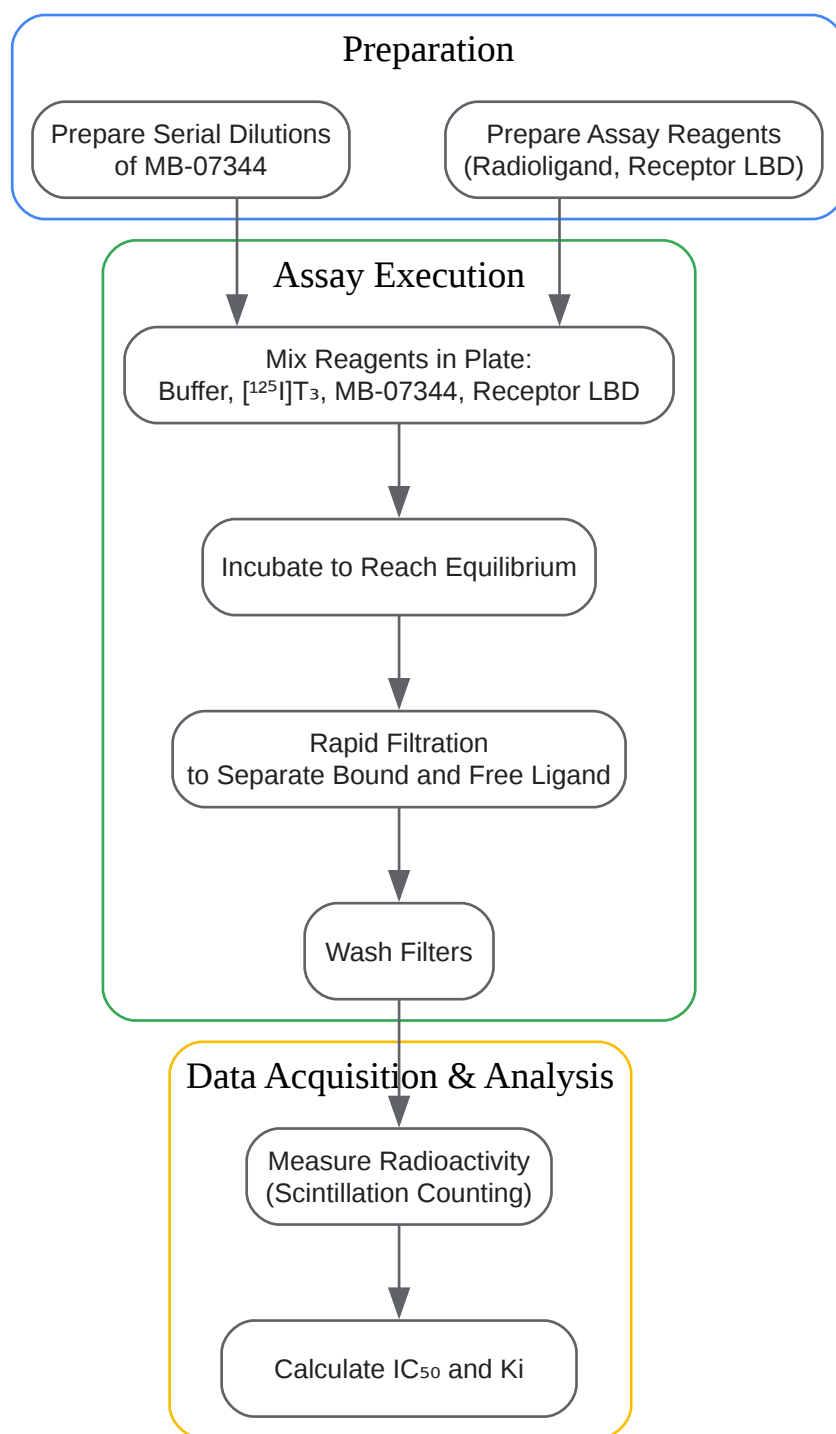 Preparation
Prepare Serial Dilutions
of MB-07344
Prepare Assay Reagents
(Radioligand, Receptor LBD)
Assay Execution
Mix Reagents in Plate:
Buffer, [¹²⁵I]T₃, MB-07344, Receptor LBD
Incubate to Reach Equilibrium
Rapid Filtration
to Separate Bound and Free Ligand
Wash Filters
Data Acquisition & Analysis
Measure Radioactivity
(Scintillation Counting)
Calculate IC₅₀ and Ki